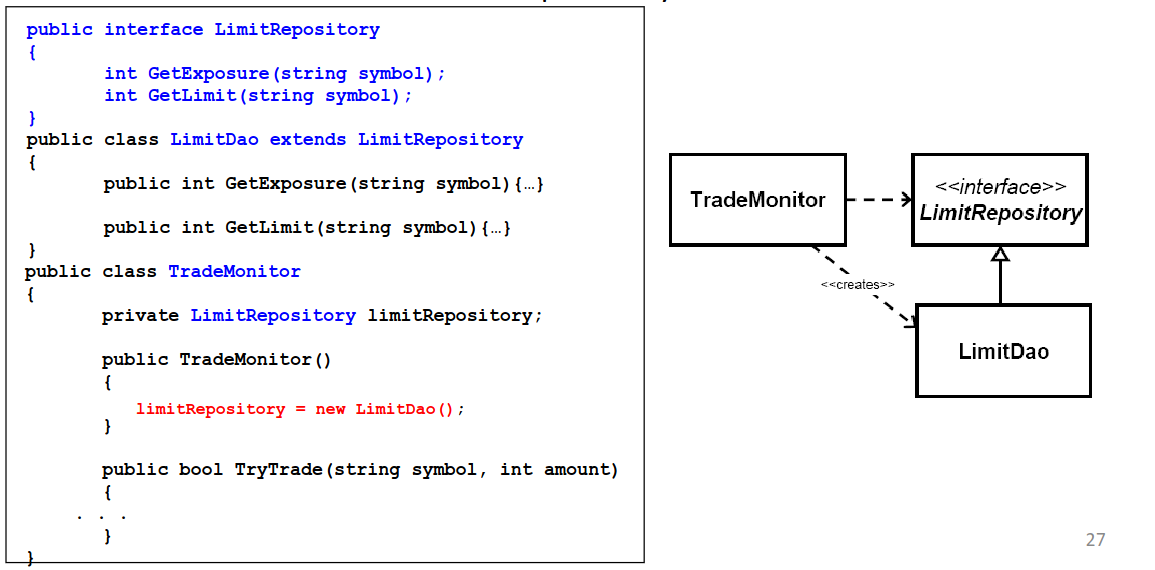 public interface LimitRepository
{
int GetExposure(string symbol);
int GetLimit(string symbol);
}
public class LimitDao extends LimitRepository
{
public int GetExposure(string symbol){…}
public int GetLimit(string symbol){…}
}
public class TradeMonitor
{
private LimitRepository limitRepository;
public TradeMonitor()
{
limitRepository = new LimitDao();
}
public bool TryTrade(string symbol, int amount)
{
. . .
}
}
TradeMonitor
<<interface>>
LimitRepository
<<creates>>
LimitDao
27